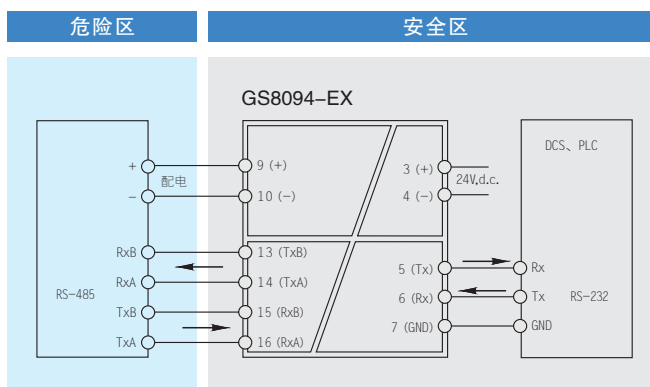 危险区
安全区
GS8094-EX
DCS、PLC
+
配电
9 (+)
3 (+)
24V,d.c.
−
10 (−)
4 (−)
RxB
13 (TxB)
5 (Tx)
Rx
RxA
14 (TxA)
RS-485
6 (Rx)
Tx
RS-232
TxB
15 (RxB)
7 (GND)
GND
TxA
16 (RxA)